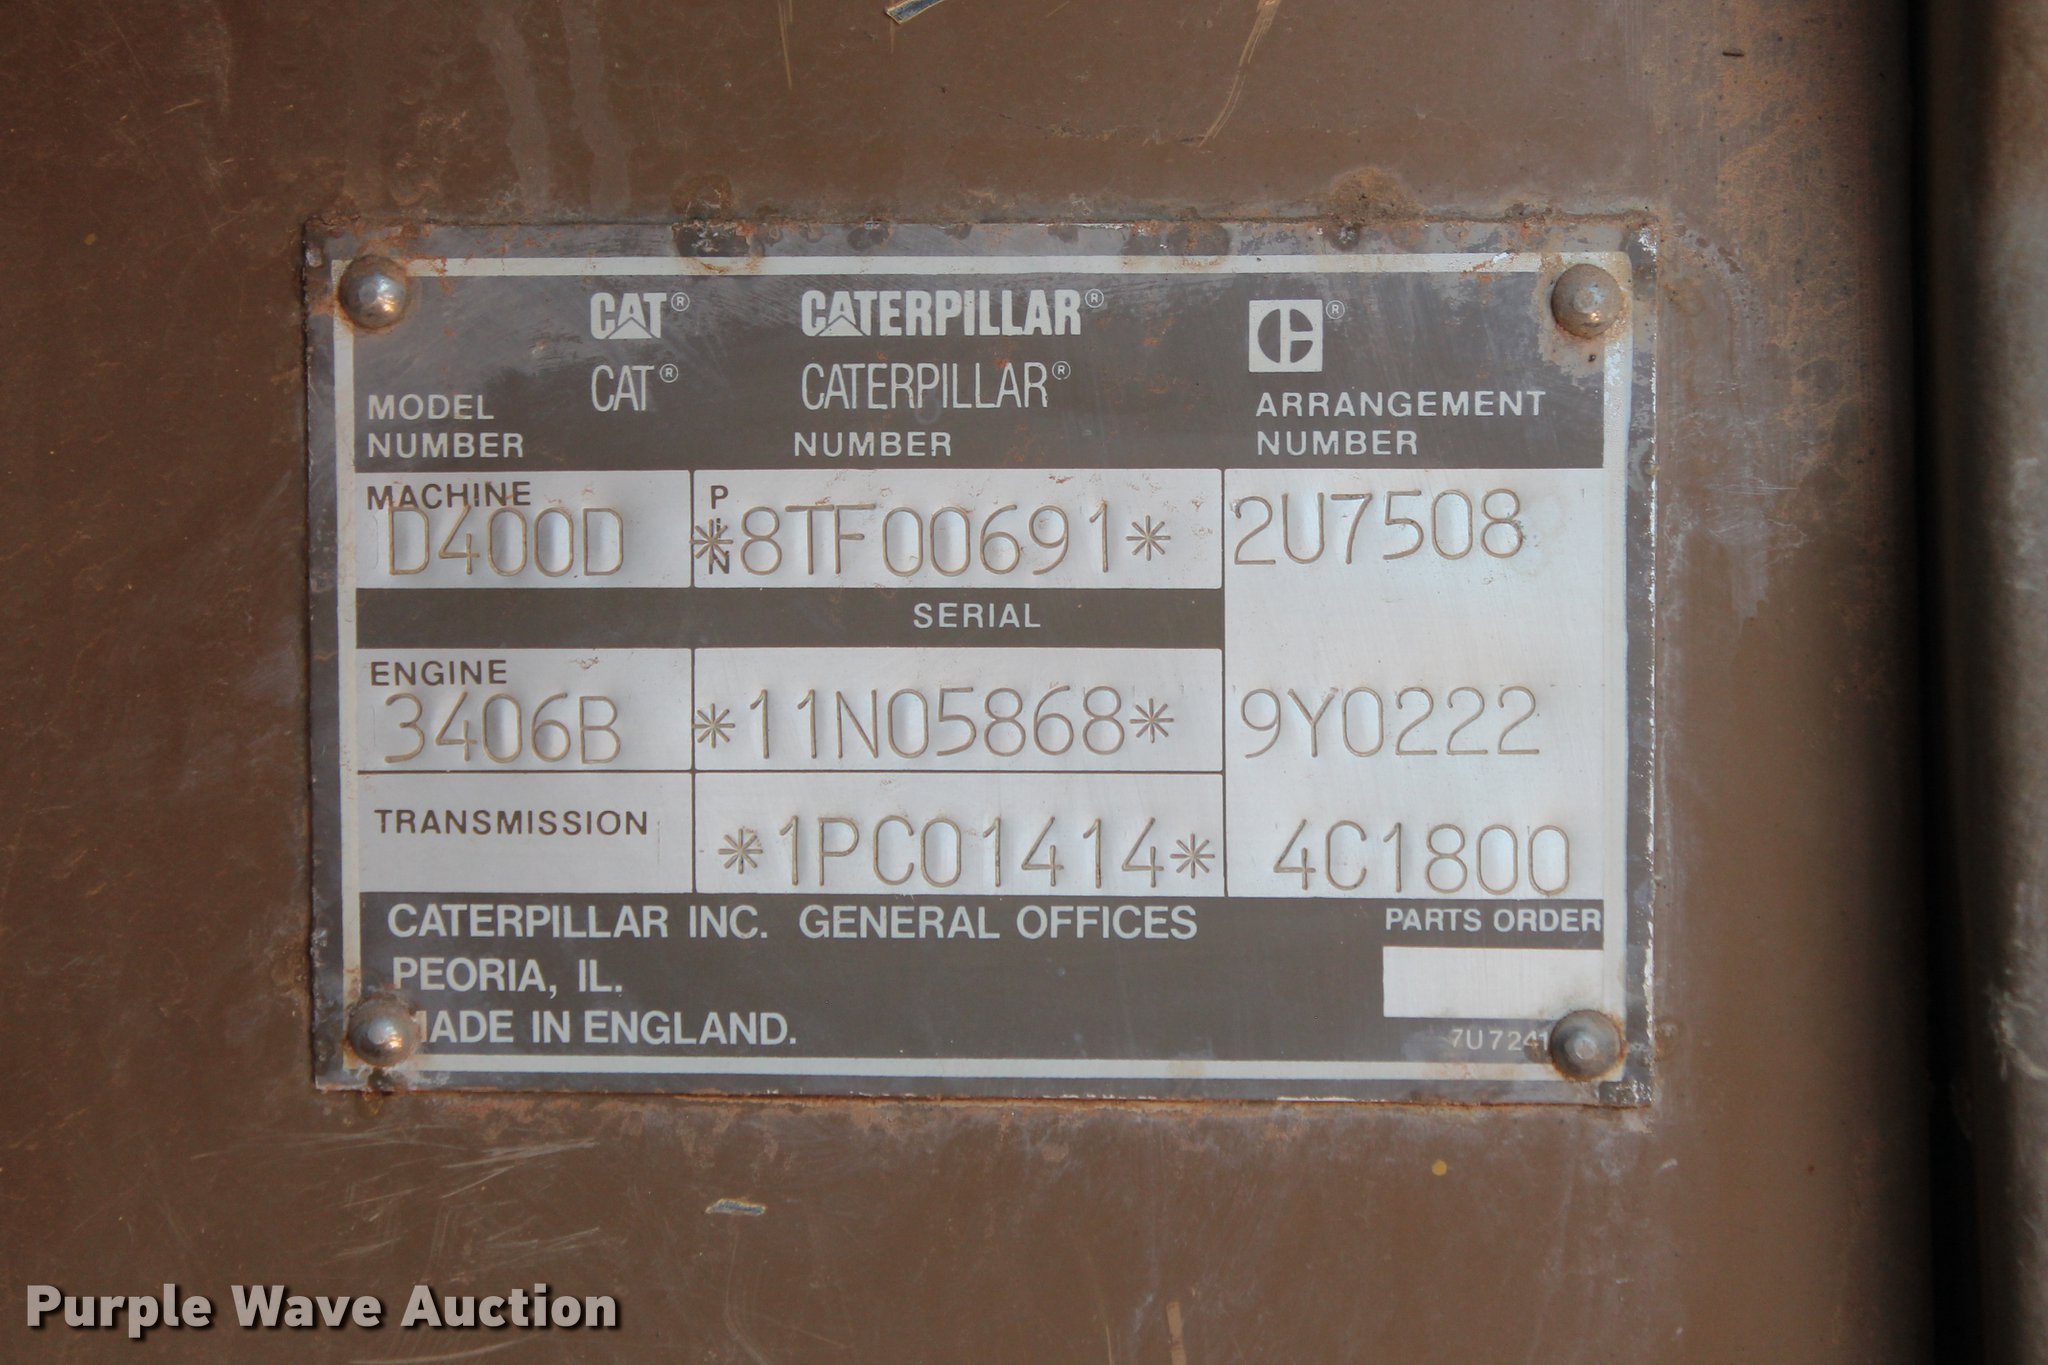 CAT® CATERPILLAR® ®
CAT® CATERPILLAR®
MODEL NUMBER
NUMBER
ARRANGEMENT NUMBER
MACHINE
D400D
PIN
*8TF00691*
2U7508
SERIAL
ENGINE
3406B
*11N05868*
9Y0222
TRANSMISSION
*1PC01414*
4C1800
CATERPILLAR INC. GENERAL OFFICES
PEORIA, IL.
MADE IN ENGLAND.
PARTS ORDER
Purple Wave Auction